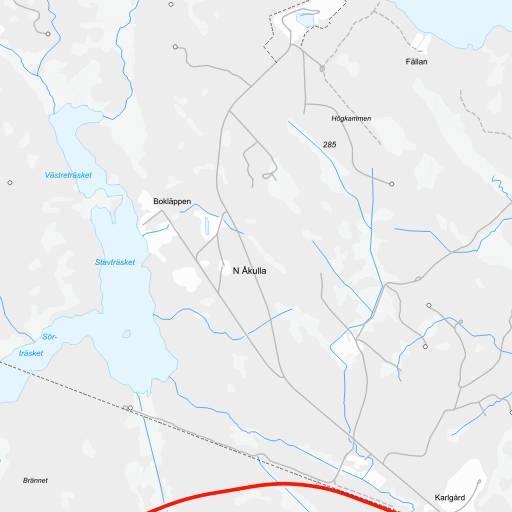 Fällan
Högkammen
285
Västreträsket
Bokläppen
Stavträsket
N Åkulla
Sör-
träsket
Brännet
Karlgård